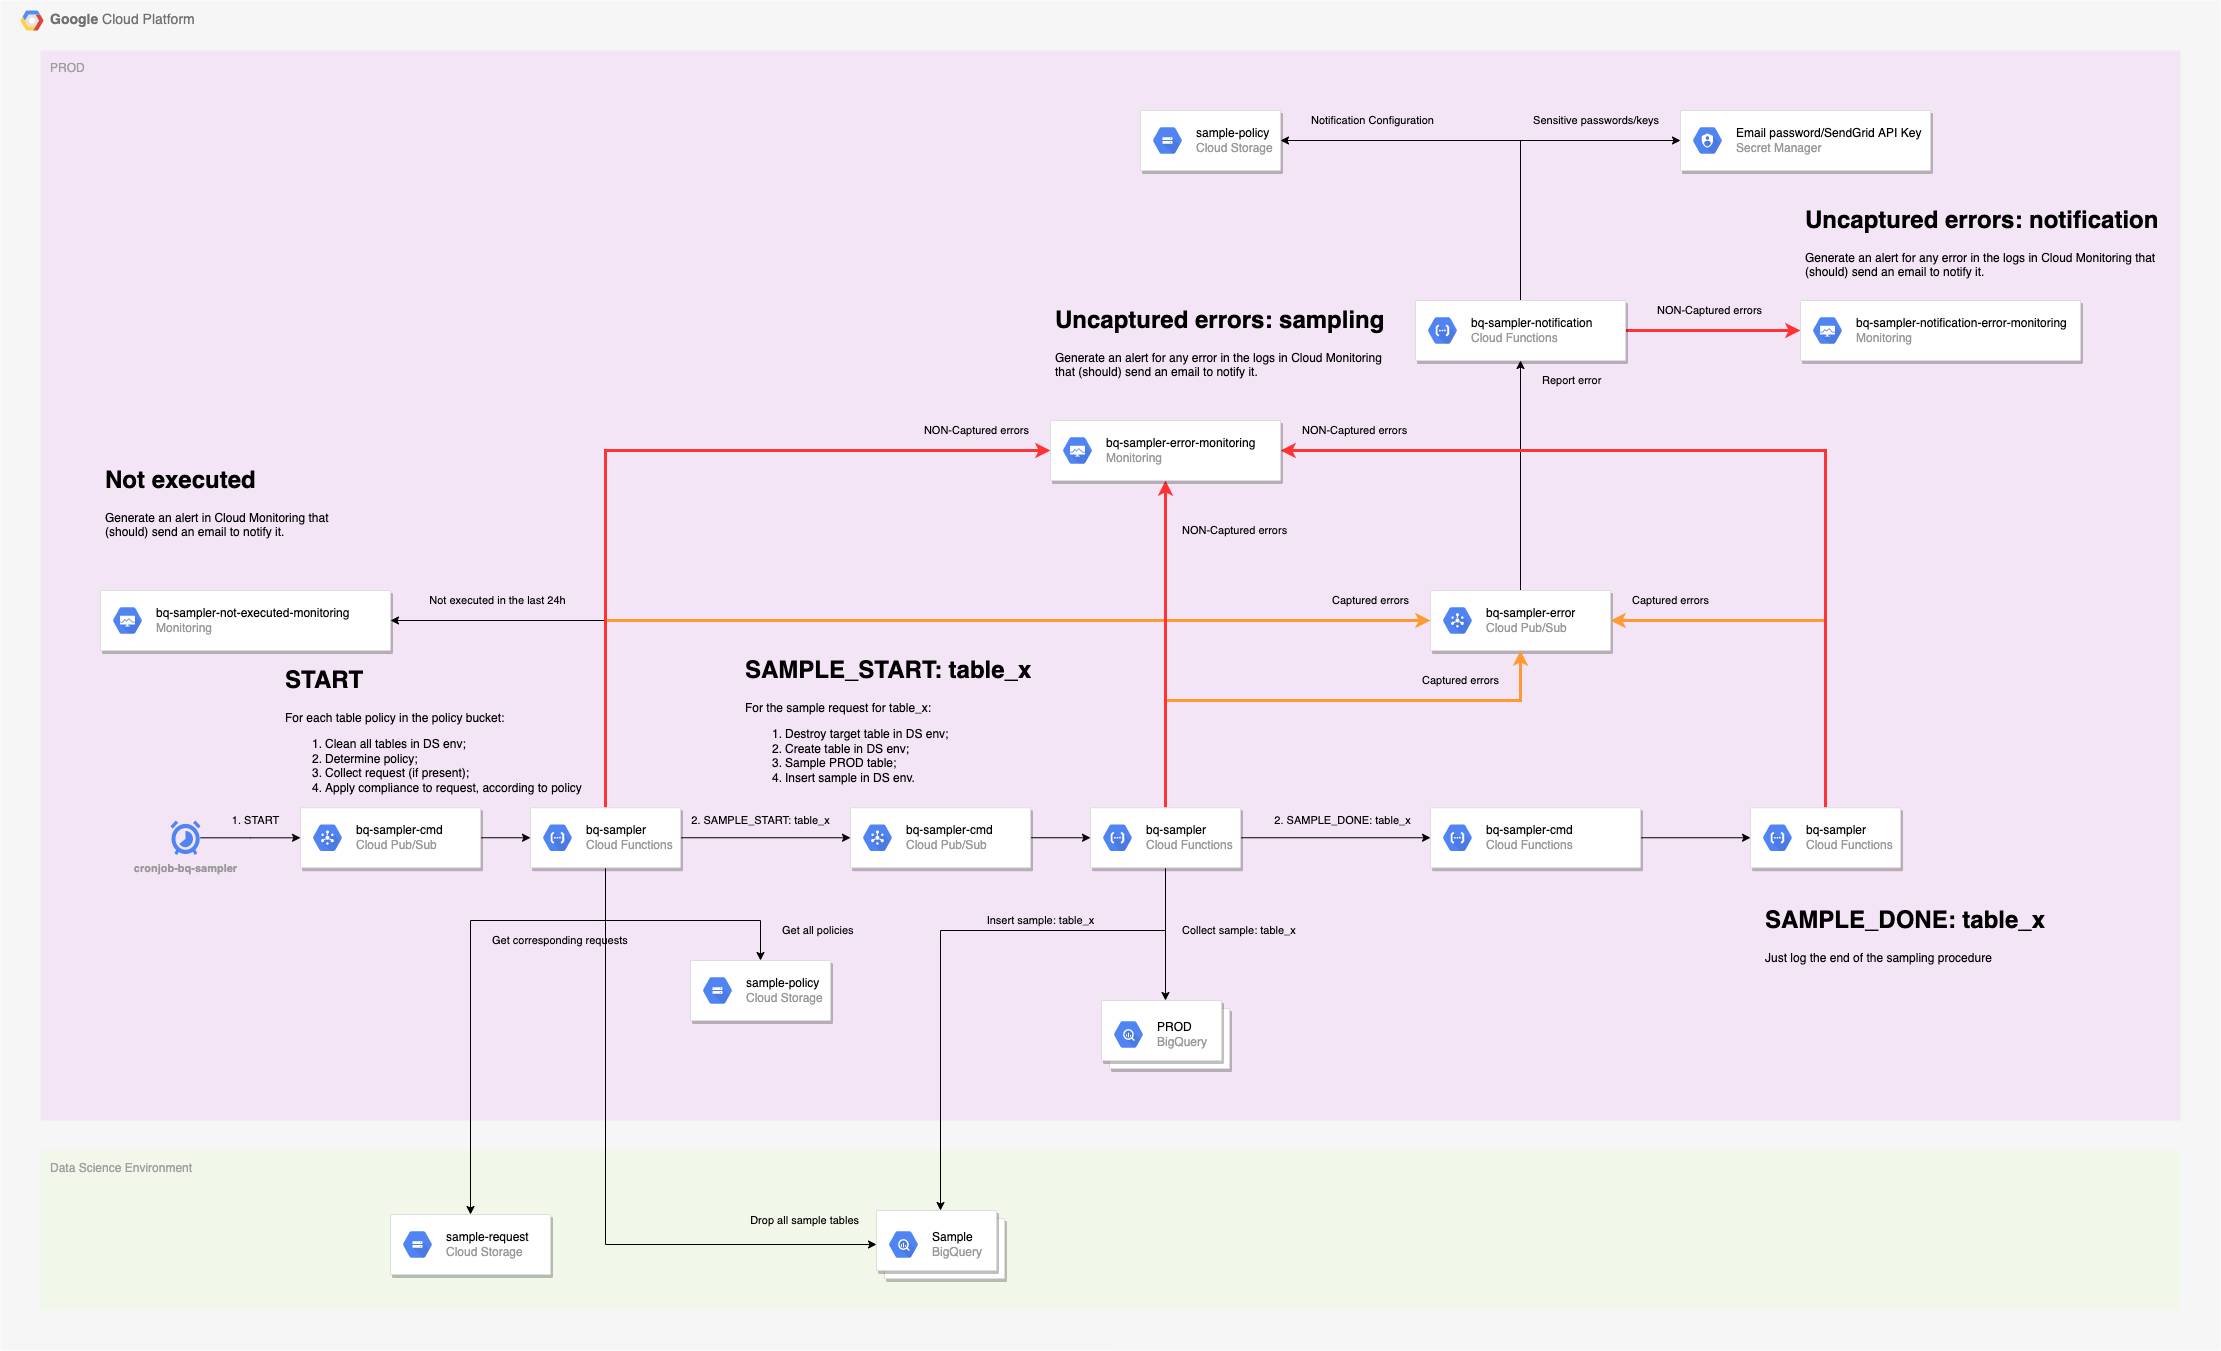 Google Cloud Platform
PROD
sample-policy
Cloud Storage
Notification Configuration
Sensitive passwords/keys
Email password/SendGrid API Key
Secret Manager
Uncaptured errors: notification
Generate an alert for any error in the logs in Cloud Monitoring that
(should) send an email to notify it.
Uncaptured errors: sampling
Generate an alert for any error in the logs in Cloud Monitoring
that (should) send an email to notify it.
bq-sampler-notification
Cloud Functions
NON-Captured errors
bq-sampler-notification-error-monitoring
Monitoring
Report error
NON-Captured errors
bq-sampler-error-monitoring
Monitoring
NON-Captured errors
NON-Captured errors
Not executed
Generate an alert in Cloud Monitoring that
(should) send an email to notify it.
bq-sampler-not-executed-monitoring
Monitoring
Not executed in the last 24h
Captured errors
bq-sampler-error
Cloud Pub/Sub
Captured errors
Captured errors
START
For each table policy in the policy bucket:
1. Clean all tables in DS env;
2. Determine policy;
3. Collect request (if present);
4. Apply compliance to request, according to policy
SAMPLE_START: table_x
For the sample request for table_x:
1. Destroy target table in DS env;
2. Create table in DS env;
3. Sample PROD table;
4. Insert sample in DS env.
cronjob-bq-sampler
1. START
bq-sampler-cmd
Cloud Pub/Sub
bq-sampler
Cloud Functions
2. SAMPLE_START: table_x
bq-sampler-cmd
Cloud Pub/Sub
bq-sampler
Cloud Functions
2. SAMPLE_DONE: table_x
bq-sampler-cmd
Cloud Functions
bq-sampler
Cloud Functions
SAMPLE_DONE: table_x
Just log the end of the sampling procedure
Get corresponding requests
Get all policies
sample-policy
Cloud Storage
Insert sample: table_x
Collect sample: table_x
PROD
BigQuery
Data Science Environment
sample-request
Cloud Storage
Drop all sample tables
Sample
BigQuery